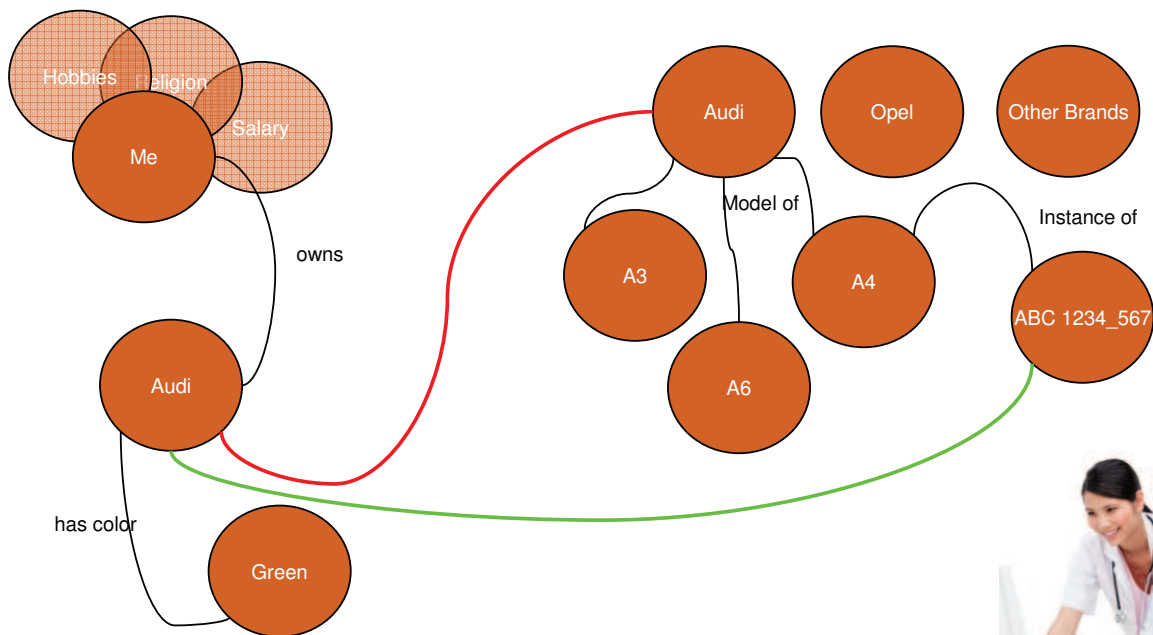 Hobbies
Religion
Salary
Me
owns
Audi
has color
Green
Audi
Opel
Other Brands
Model of
Instance of
A3
A4
A6
ABC 1234_567